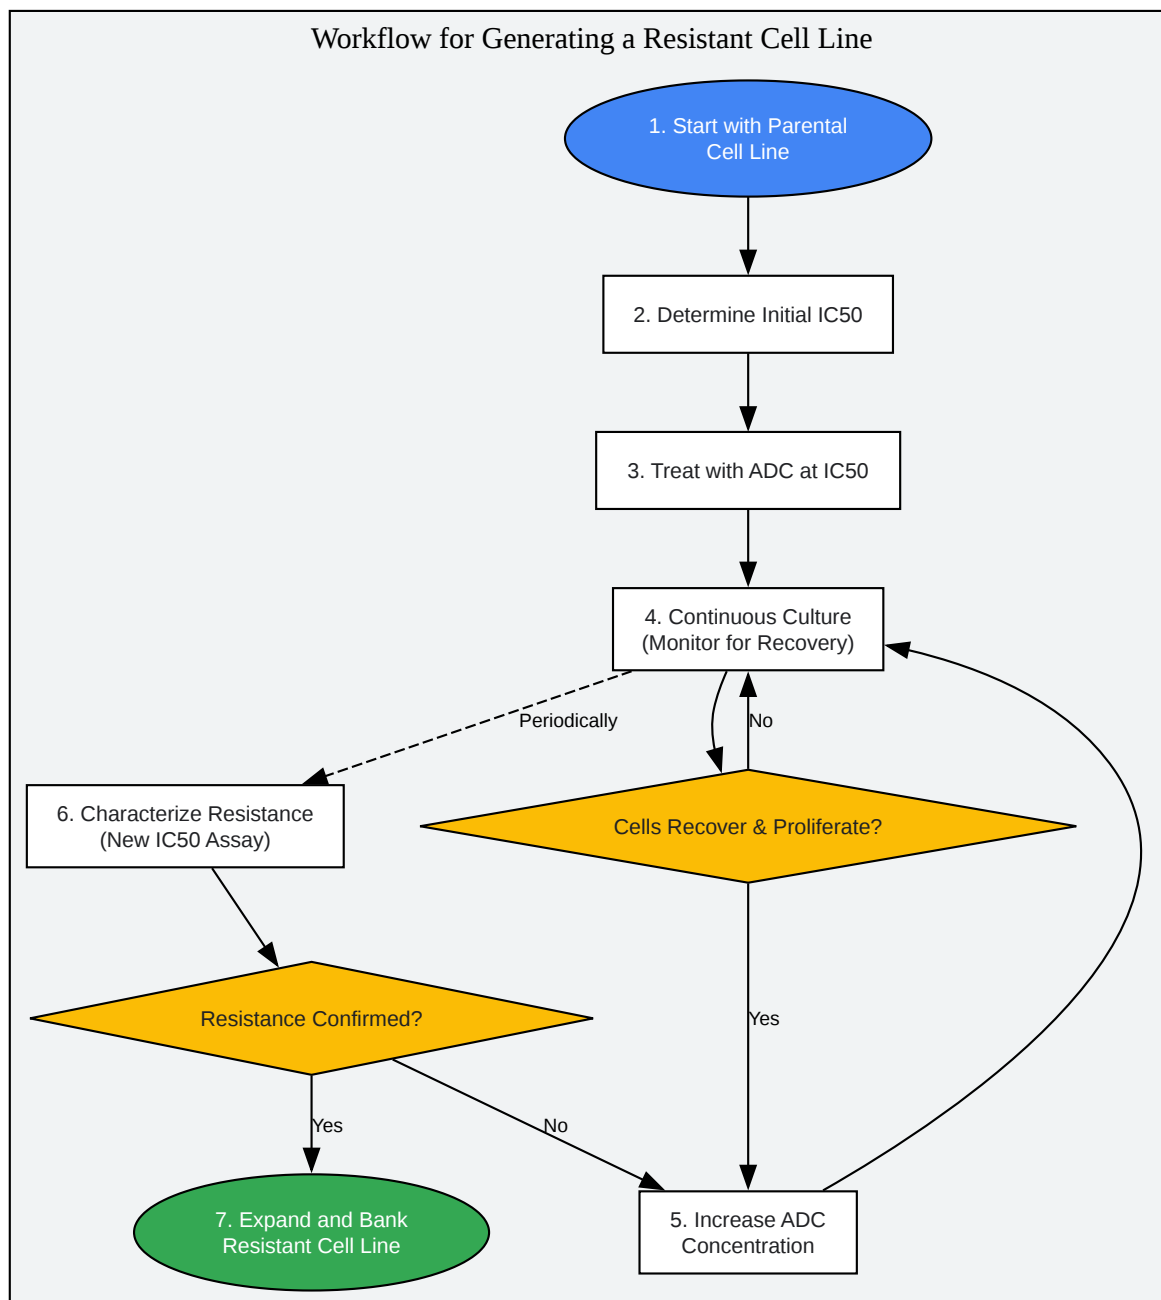 Workflow for Generating a Resistant Cell Line
1. Start with Parental
Cell Line
2. Determine Initial IC50
3. Treat with ADC at IC50
4. Continuous Culture
(Monitor for Recovery)
Periodically
No
6. Characterize Resistance
(New IC50 Assay)
Cells Recover & Proliferate?
Resistance Confirmed?
Yes
Yes
No
7. Expand and Bank
Resistant Cell Line
5. Increase ADC
Concentration